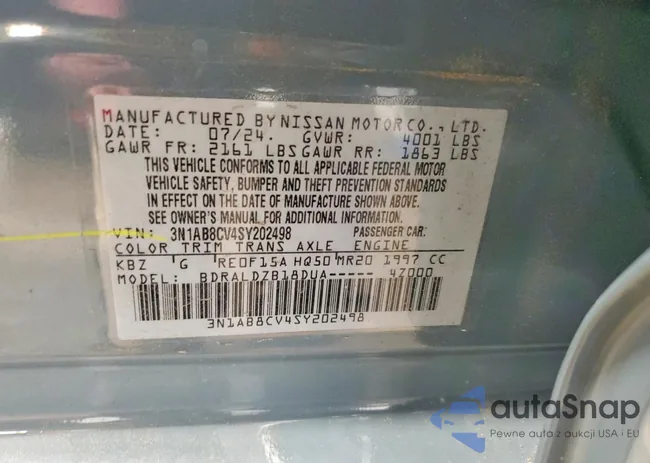 MANUFACTURED BY NISSAN MOTOR CO., LTD.
DATE: 07/24. GVWR: 4001 LBS
GAWR FR: 2161 LBS GAWR RR: 1863 LBS
THIS VEHICLE CONFORMS TO ALL APPLICABLE FEDERAL MOTOR
VEHICLE SAFETY, BUMPER AND THEFT PREVENTION STANDARDS
IN EFFECT ON THE DATE OF MANUFACTURE SHOWN ABOVE.
SEE OWNER'S MANUAL FOR ADDITIONAL INFORMATION.
VIN: 3N1AB8CV4SY202498 PASSENGER CAR.
COLOR TRIM TRANS AXLE ENGINE
KBZ G RE0F15A HQ50 MR20 1997 CC
MODEL: BDRALDZB18DUA----- 4Z000
3N1AB8CV4SY202498
autaSnap
Pewne auta z aukcji USA i EU